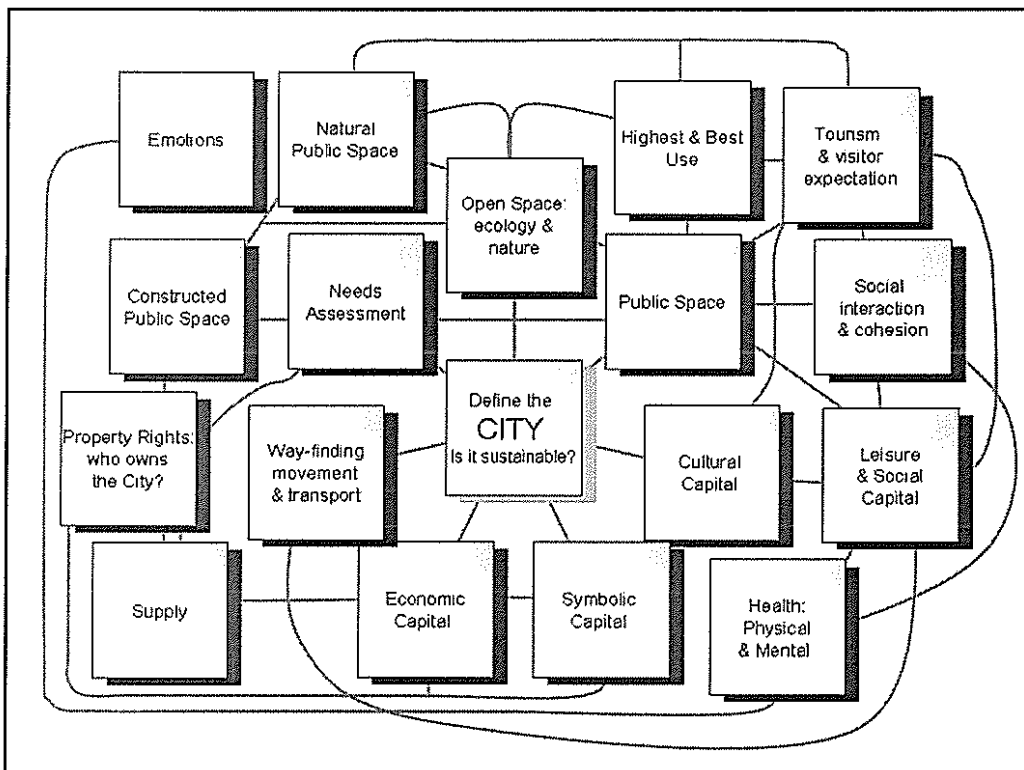 Emotions
Natural
Public Space
Highest & Best
Use
Tourism
& visitor
expectation
Open Space:
ecology &
nature
Constructed
Public Space
Needs
Assessment
Public Space
Social
interaction
& cohesion
Define the
CITY
Is it sustainable?
Property Rights:
who owns
the City?
Way-finding
movement
& transport
Cultural
Capital
Leisure
& Social
Capital
Supply
Economic
Capital
Symbolic
Capital
Health:
Physical
& Mental